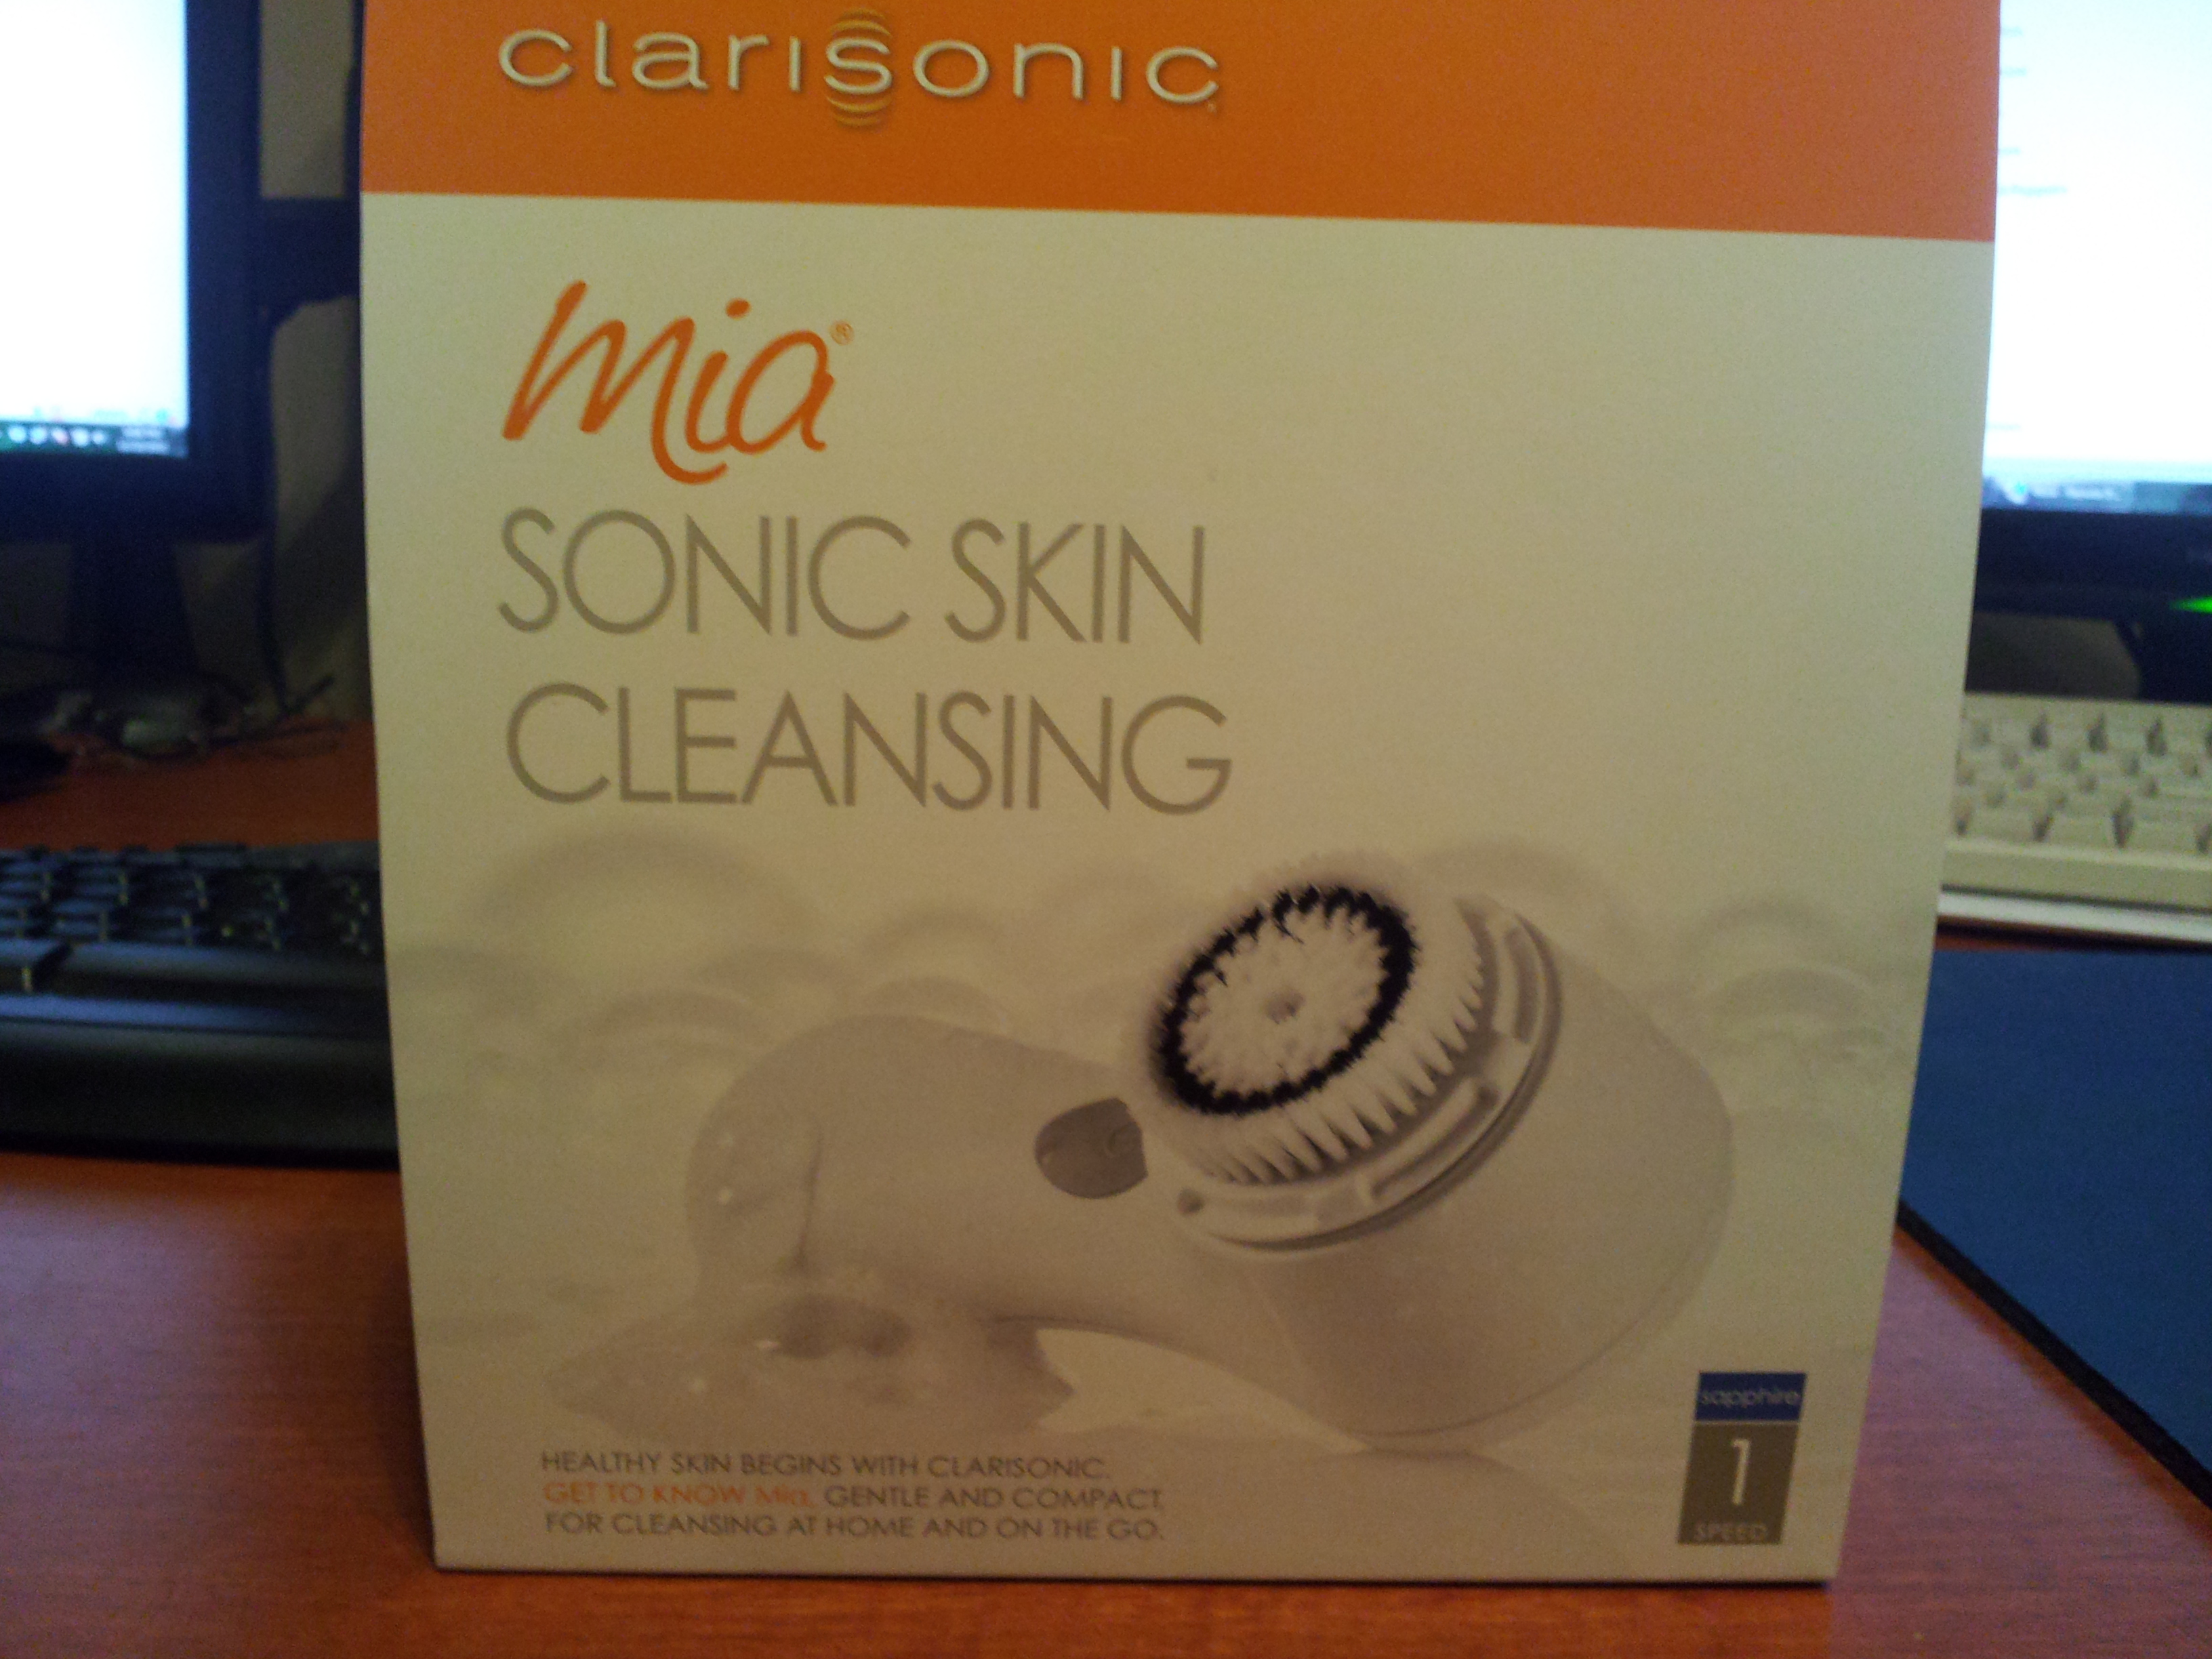 clarisonic
mia®
SONIC SKIN
CLEANSING
sapphire
1
SPEED
HEALTHY SKIN BEGINS WITH CLARISONIC.
GET TO KNOW Mia, GENTLE AND COMPACT,
FOR CLEANSING AT HOME AND ON THE GO.